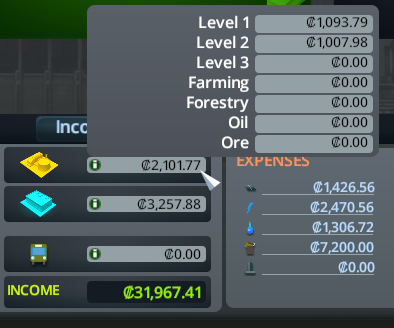 Level 1 ₡1,093.79
Level 2 ₡1,007.98
Level 3 ₡0.00
Farming ₡0.00
Forestry ₡0.00
Oil ₡0.00
Ore ₡0.00
Inco
₡2,101.77
₡3,257.88
₡0.00
INCOME ₡31,967.41
EXPENSES
₡1,426.56
₡2,470.56
₡1,306.72
₡7,200.00
₡0.00